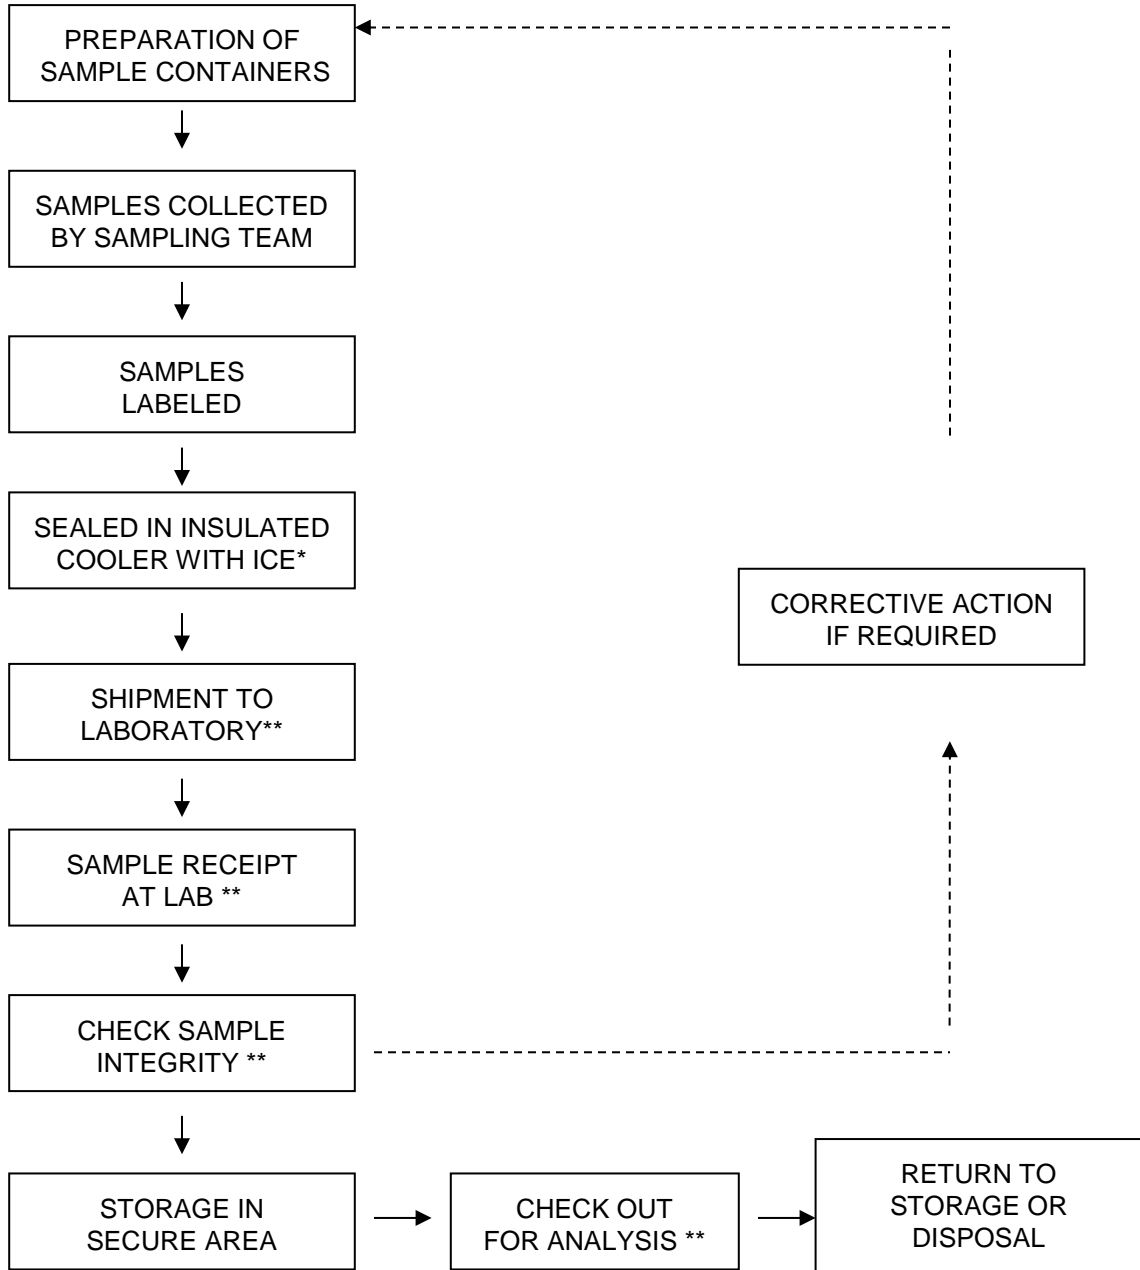 PREPARATION OF
SAMPLE CONTAINERS
SAMPLES COLLECTED
BY SAMPLING TEAM
SAMPLES
LABELED
SEALED IN INSULATED
COOLER WITH ICE*
CORRECTIVE ACTION
IF REQUIRED
SHIPMENT TO
LABORATORY**
SAMPLE RECEIPT
AT LAB **
CHECK SAMPLE
INTEGRITY **
STORAGE IN
SECURE AREA
CHECK OUT
FOR ANALYSIS **
RETURN TO
STORAGE OR
DISPOSAL